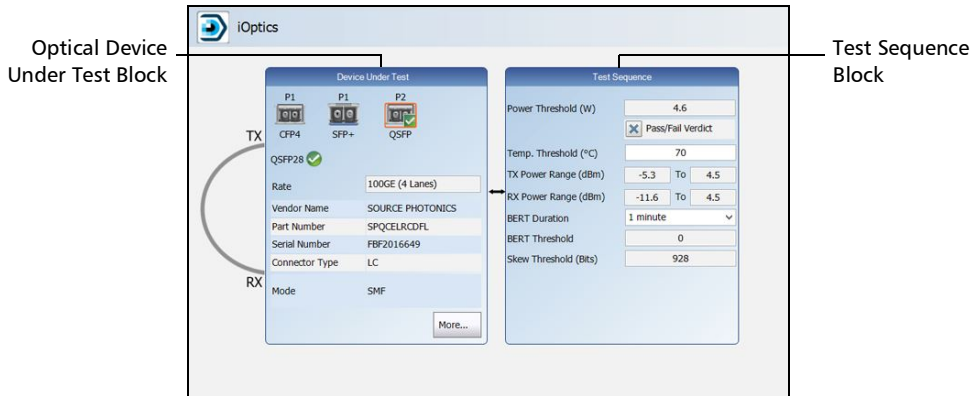 iOptics
Optical Device
Under Test Block
Test Sequence
Block
Device Under Test
P1 P1 P2
CFP4 SFP+ QSFP
TX
QSFP28
Rate 100GE (4 Lanes)
Vendor Name SOURCE PHOTONICS
Part Number SPQCELRCDFL
Serial Number FBF2016649
Connector Type LC
RX
Mode SMF
More...
Test Sequence
Power Threshold (W) 4.6
Pass/Fail Verdict
Temp. Threshold (°C) 70
TX Power Range (dBm) -5.3 To 4.5
RX Power Range (dBm) -11.6 To 4.5
BERT Duration 1 minute
BERT Threshold 0
Skew Threshold (Bits) 928